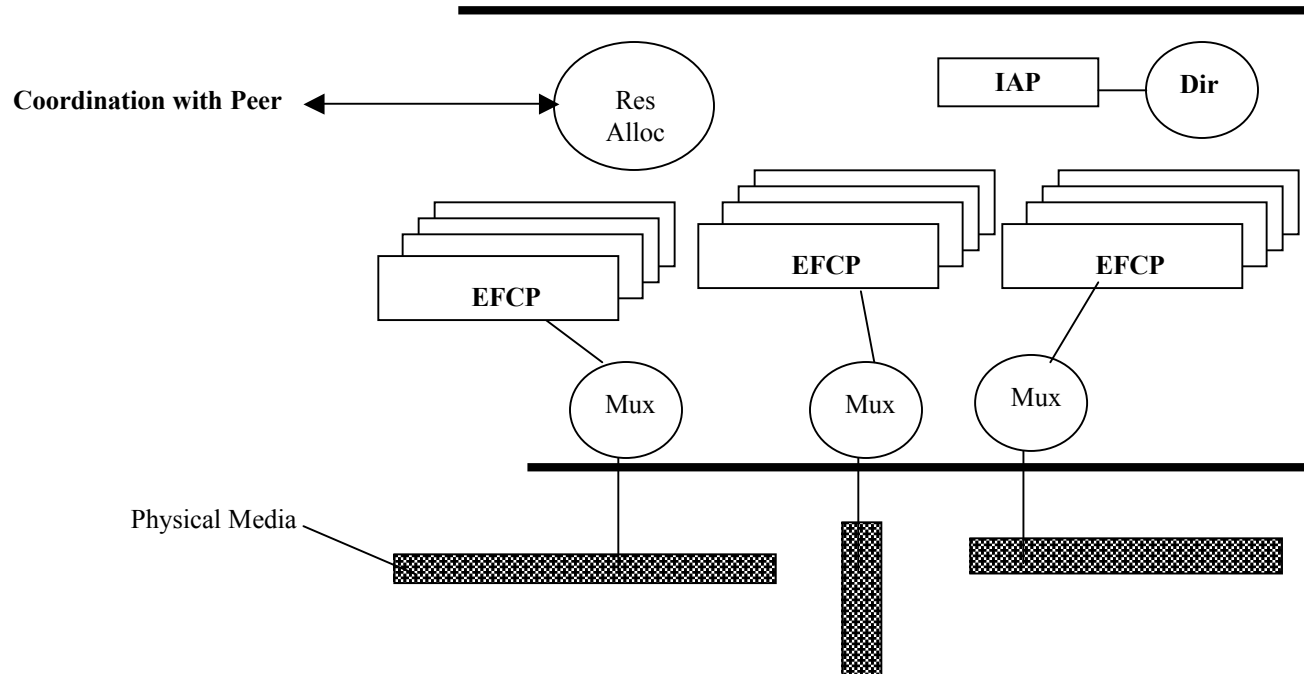 Coordination with Peer
Res
Alloc
IAP
Dir
EFCP
EFCP
EFCP
Mux
Mux
Mux
Physical Media